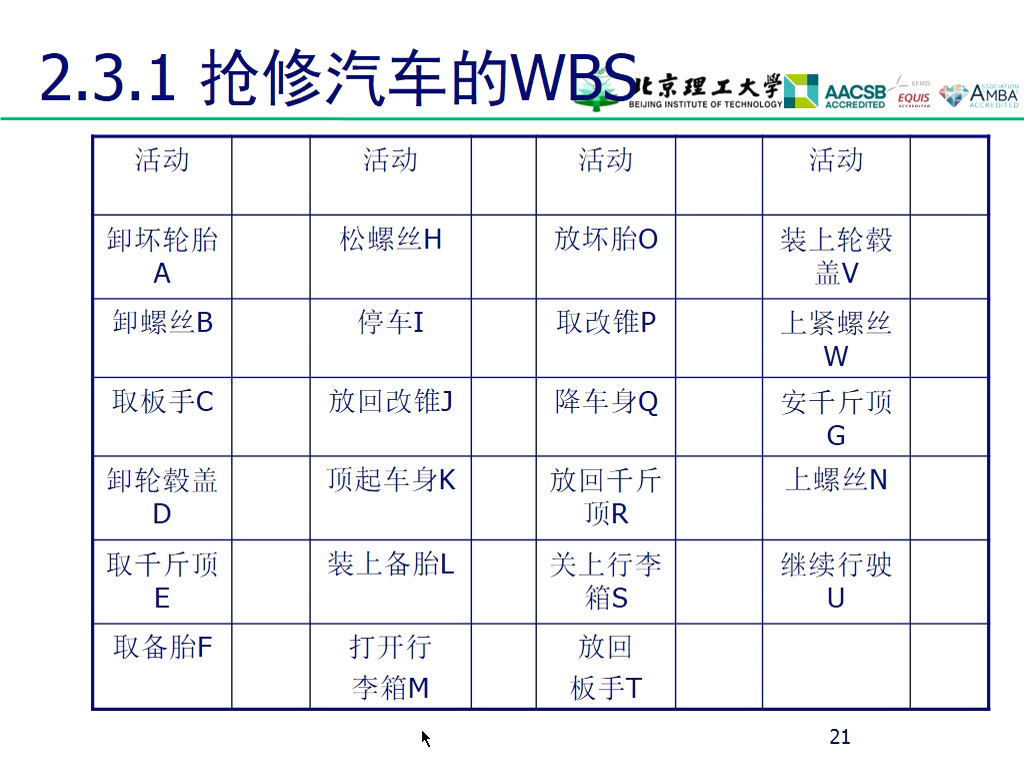 2.3.1 抢修汽车的WBS
北京理工大学
BEIJING INSTITUTE OF TECHNOLOGY
AACSB
ACCREDITED
EFMD
EQUIS
ACCREDITED
ASSOCIATION
AMBA
ACCREDITED
活动 活动 活动 活动
卸坏轮胎
A
松螺丝H
放坏胎O
装上轮毂
盖V
卸螺丝B
停车I
取改锥P
上紧螺丝
W
取板手C
放回改锥J
降车身Q
安千斤顶
G
卸轮毂盖
D
顶起车身K
放回千斤
顶R
上螺丝N
取千斤顶
E
装上备胎L
关上行李
箱S
继续行驶
U
取备胎F
打开行
李箱M
放回
板手T
21